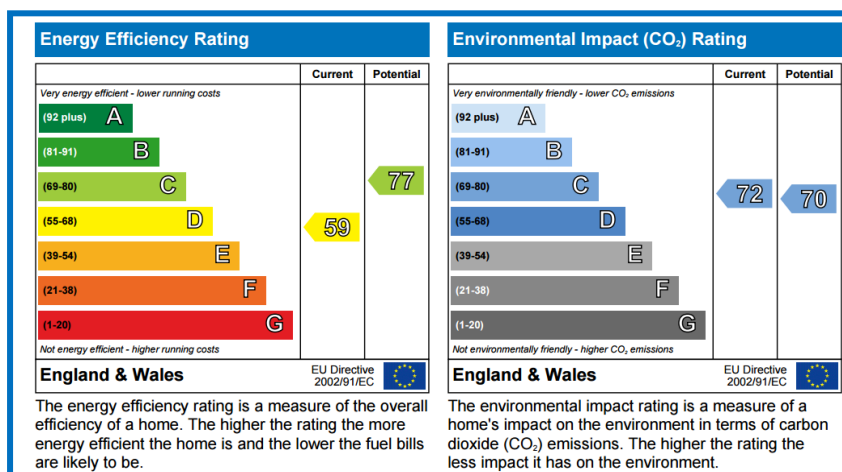 Energy Efficiency Rating
Current Potential
Very energy efficient - lower running costs
(92 plus) A
(81-91) B
(69-80) C
77
(55-68) D
59
(39-54) E
(21-38) F
(1-20) G
Not energy efficient - higher running costs
England & Wales
EU Directive
2002/91/EC
The energy efficiency rating is a measure of the overall
efficiency of a home. The higher the rating the more
energy efficient the home is and the lower the fuel bills
are likely to be.
Environmental Impact (CO₂) Rating
Current Potential
Very environmentally friendly - lower CO₂ emissions
(92 plus) A
(81-91) B
(69-80) C
72
70
(55-68) D
(39-54) E
(21-38) F
(1-20) G
Not environmentally friendly - higher CO₂ emissions
England & Wales
EU Directive
2002/91/EC
The environmental impact rating is a measure of a
home's impact on the environment in terms of carbon
dioxide (CO₂) emissions. The higher the rating the
less impact it has on the environment.